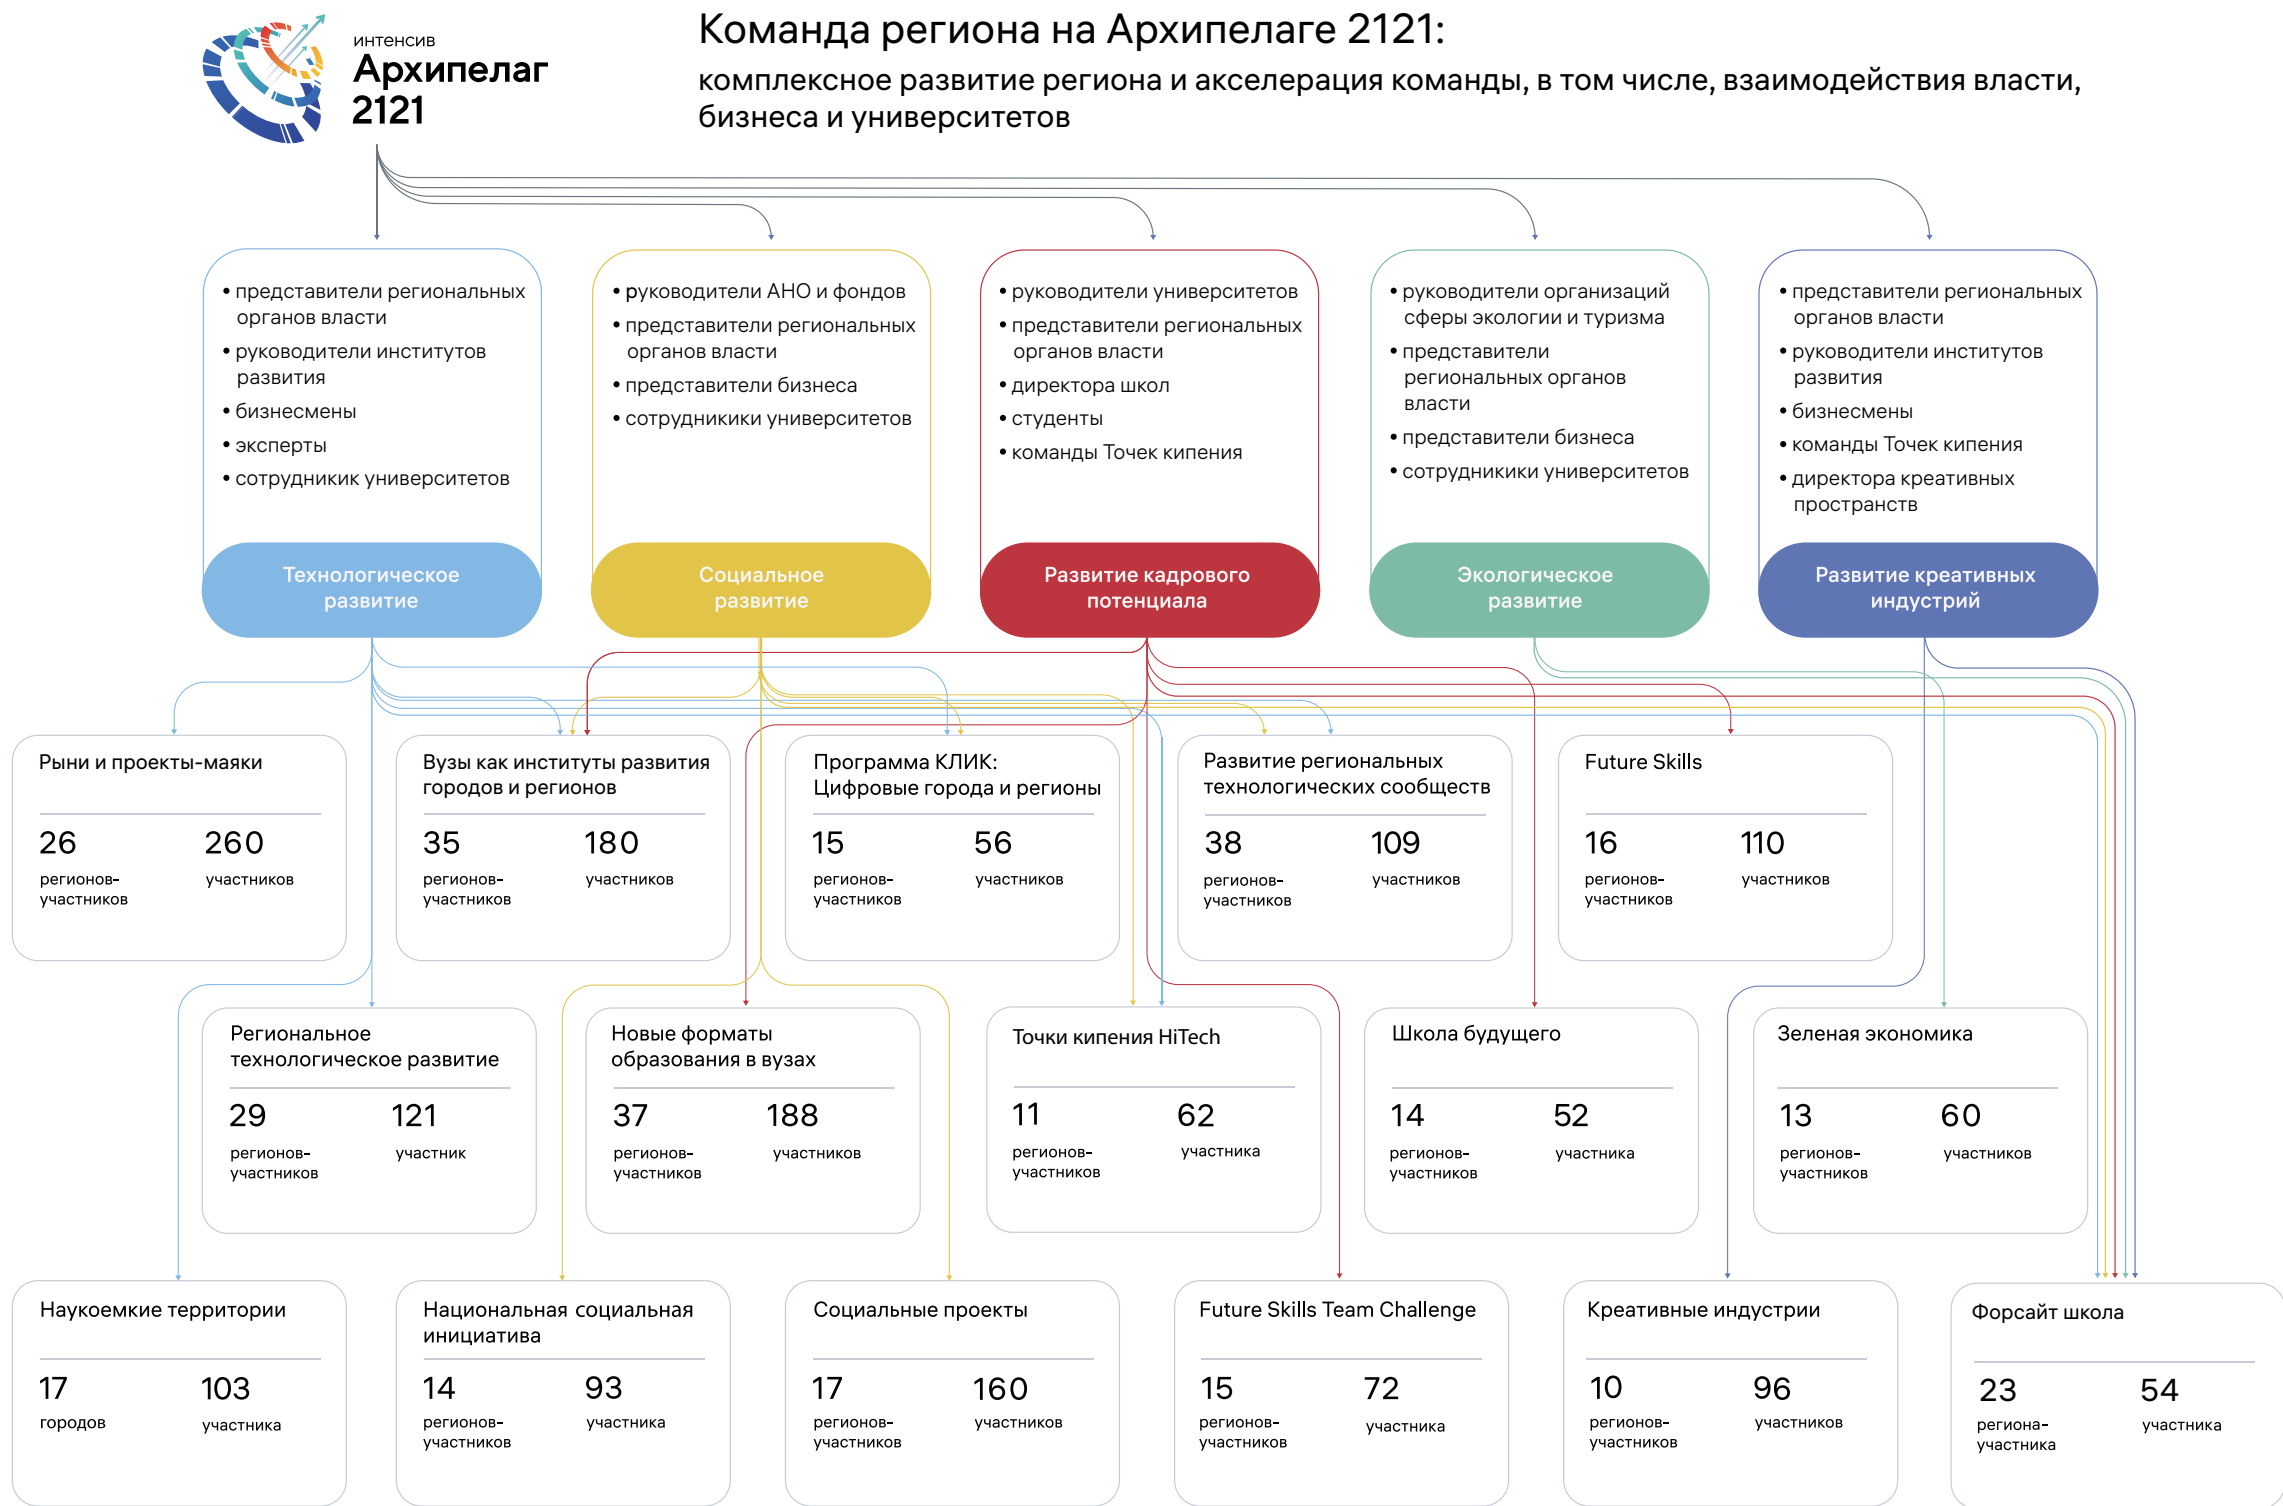 интенсив
Архипелаг
2121
Команда региона на Архипелаге 2121:
комплексное развитие региона и акселерация команды, в том числе, взаимодействия власти,
бизнеса и университетов
• представители региональных
органов власти
• руководители институтов
развития
• бизнесмены
• эксперты
• сотрудникик университетов
Технологическое
развитие
• руководители АНО и фондов
• представители региональных
органов власти
• представители бизнеса
• сотрудникики университетов
Социальное
развитие
• руководители университетов
• представители региональных
органов власти
• директора школ
• студенты
• команды Точек кипения
Развитие кадрового
потенциала
• руководители организаций
сферы экологии и туризма
• представители
региональных органов
власти
• представители бизнеса
• сотрудникики университетов
Экологическое
развитие
• представители региональных
органов власти
• руководители институтов
развития
• бизнесмены
• команды Точек кипения
• директора креативных
пространств
Развитие креативных
индустрий
Рыни и проекты-маяки
26 260
регионов- участников
участников
Вузы как институты развития
городов и регионов
35 180
регионов- участников
участников
Программа КЛИК:
Цифровые города и регионы
15 56
регионов- участников
участников
Развитие региональных
технологических сообществ
38 109
регионов- участников
участников
Future Skills
16 110
регионов- участников
участников
Региональное
технологическое развитие
29 121
регионов- участник
участников
Новые форматы
образования в вузах
37 188
регионов- участников
участников
Точки кипения HiTech
11 62
регионов- участника
участников
Школа будущего
14 52
регионов- участника
участников
Зеленая экономика
13 60
регионов- участников
участников
Наукоемкие территории
17 103
городов участника
Национальная социальная
инициатива
14 93
регионов- участника
участников
Социальные проекты
17 160
регионов- участников
участников
Future Skills Team Challenge
15 72
регионов- участника
участников
Креативные индустрии
10 96
регионов- участников
участников
Форсайт школа
23 54
региона- участника
участника